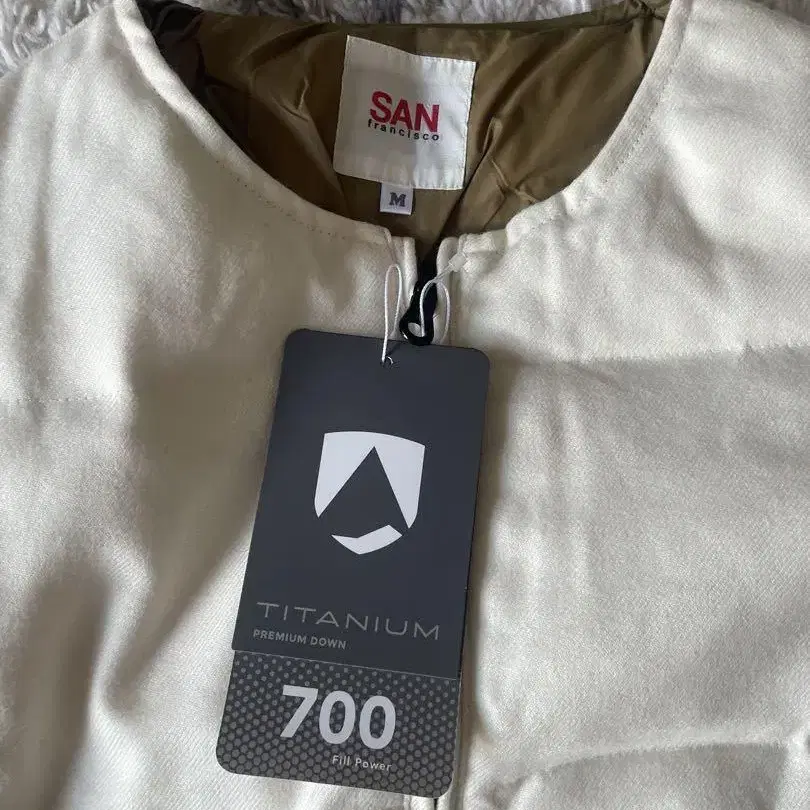 SAN
francisco
M
TITANIUM
PREMIUM DOWN
700
Fill Power